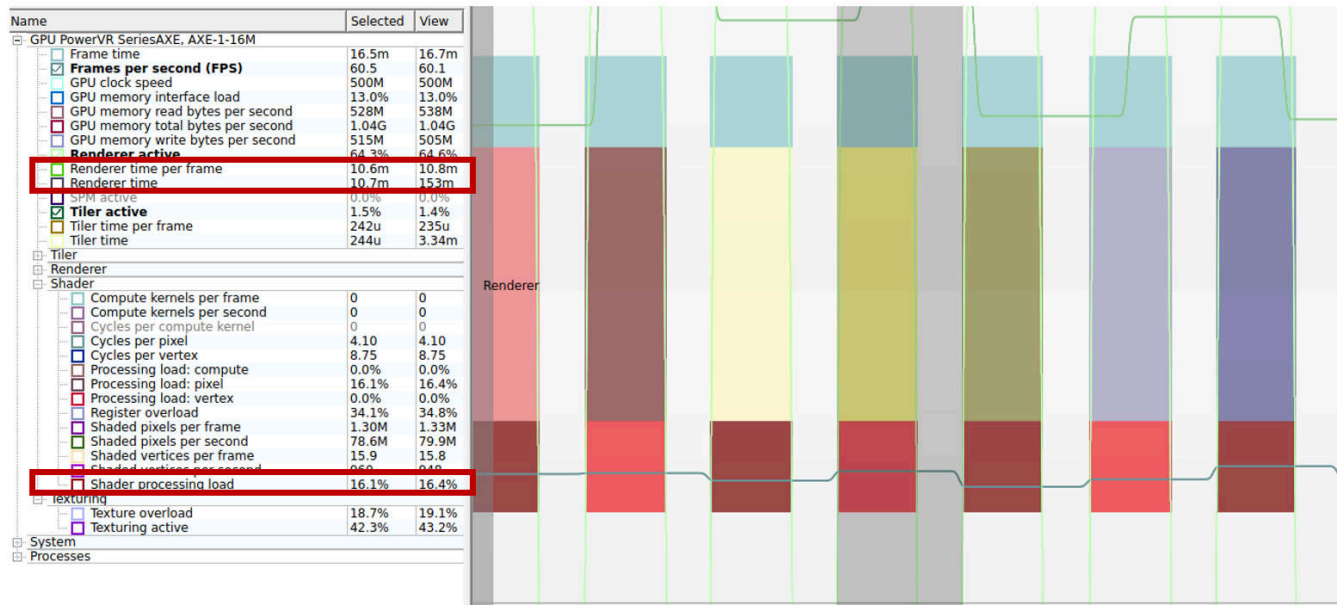 Name Selected View
GPU PowerVR SeriesAXE, AXE-1-16M
Frame time 16.5m 16.7m
Frames per second (FPS) 60.5 60.1
GPU clock speed 500M 500M
GPU memory interface load 13.0% 13.0%
GPU memory read bytes per second 528M 538M
GPU memory total bytes per second 1.04G 1.04G
GPU memory write bytes per second 515M 505M
Renderer active 64.3% 64.6%
Renderer time per frame 10.6m 10.8m
Renderer time 10.7m 153m
SPM active 0.0% 0.0%
Tiler active 1.5% 1.4%
Tiler time per frame 242u 235u
Tiler time 244u 3.34m
Tiler
Renderer
Shader
Compute kernels per frame 0 0
Compute kernels per second 0 0
Cycles per compute kernel 0 0
Cycles per pixel 4.10 4.10
Cycles per vertex 8.75 8.75
Processing load: compute 0.0% 0.0%
Processing load: pixel 16.1% 16.4%
Processing load: vertex 0.0% 0.0%
Register overload 34.1% 34.8%
Shaded pixels per frame 1.30M 1.33M
Shaded pixels per second 78.6M 79.9M
Shaded vertices per frame 15.9 15.8
Shaded vertices per second 960 948
Shader processing load 16.1% 16.4%
Texturing
Texture overload 18.7% 19.1%
Texturing active 42.3% 43.2%
System
Processes
Renderer